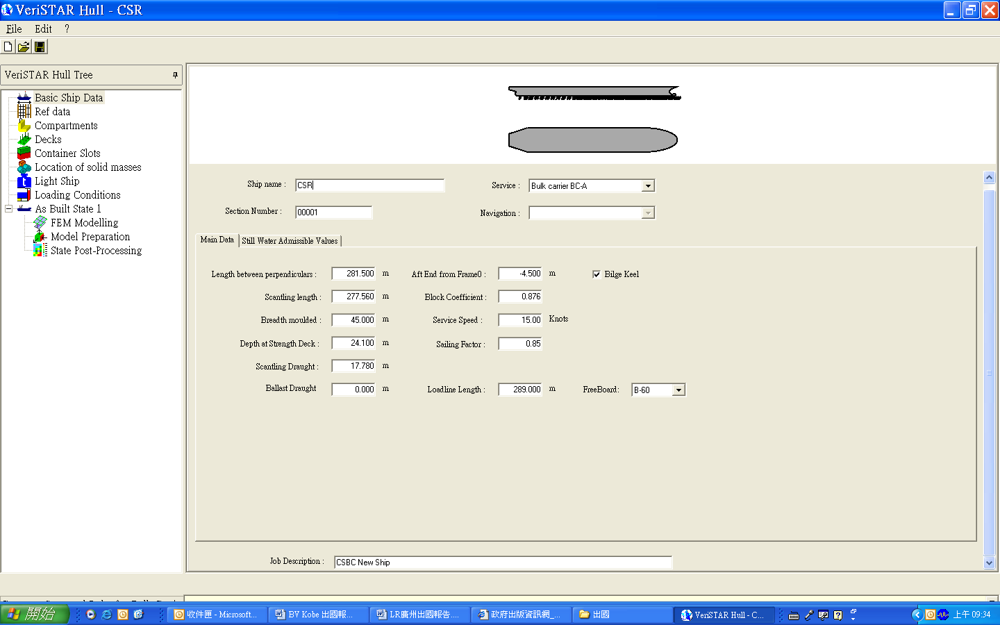 VeriSTAR Hull - CSR
File Edit ?
VeriSTAR Hull Tree
Basic Ship Data
Ref data
Compartments
Decks
Container Slots
Location of solid masses
Light Ship
Loading Conditions
As Built State 1
FEM Modelling
Model Preparation
State Post-Processing
Ship name : CSR Service : Bulk carrier BC-A
Section Number : 00001 Navigation :
Main Data Still Water Admissible Values
Length between perpendiculars : 281.500 m Aft End from Frame0 : -4.500 m Bilge Keel
Scantling length : 277.560 m Block Coefficient : 0.876
Breadth moulded : 45.000 m Service Speed : 15.00 Knots
Depth at Strength Deck : 24.100 m Sailing Factor : 0.85
Scantling Draught : 17.780 m
Ballast Draught 0.000 m Loadline Length : 289.000 m FreeBoard: B-60
Job Description : CSBC New Ship
開始 收件匣 - Microsoft... BV Kobe 出國報... LR廣州出國報告.... 政府出版資訊網_... 出國 VeriSTAR Hull - C... 上午 09:34